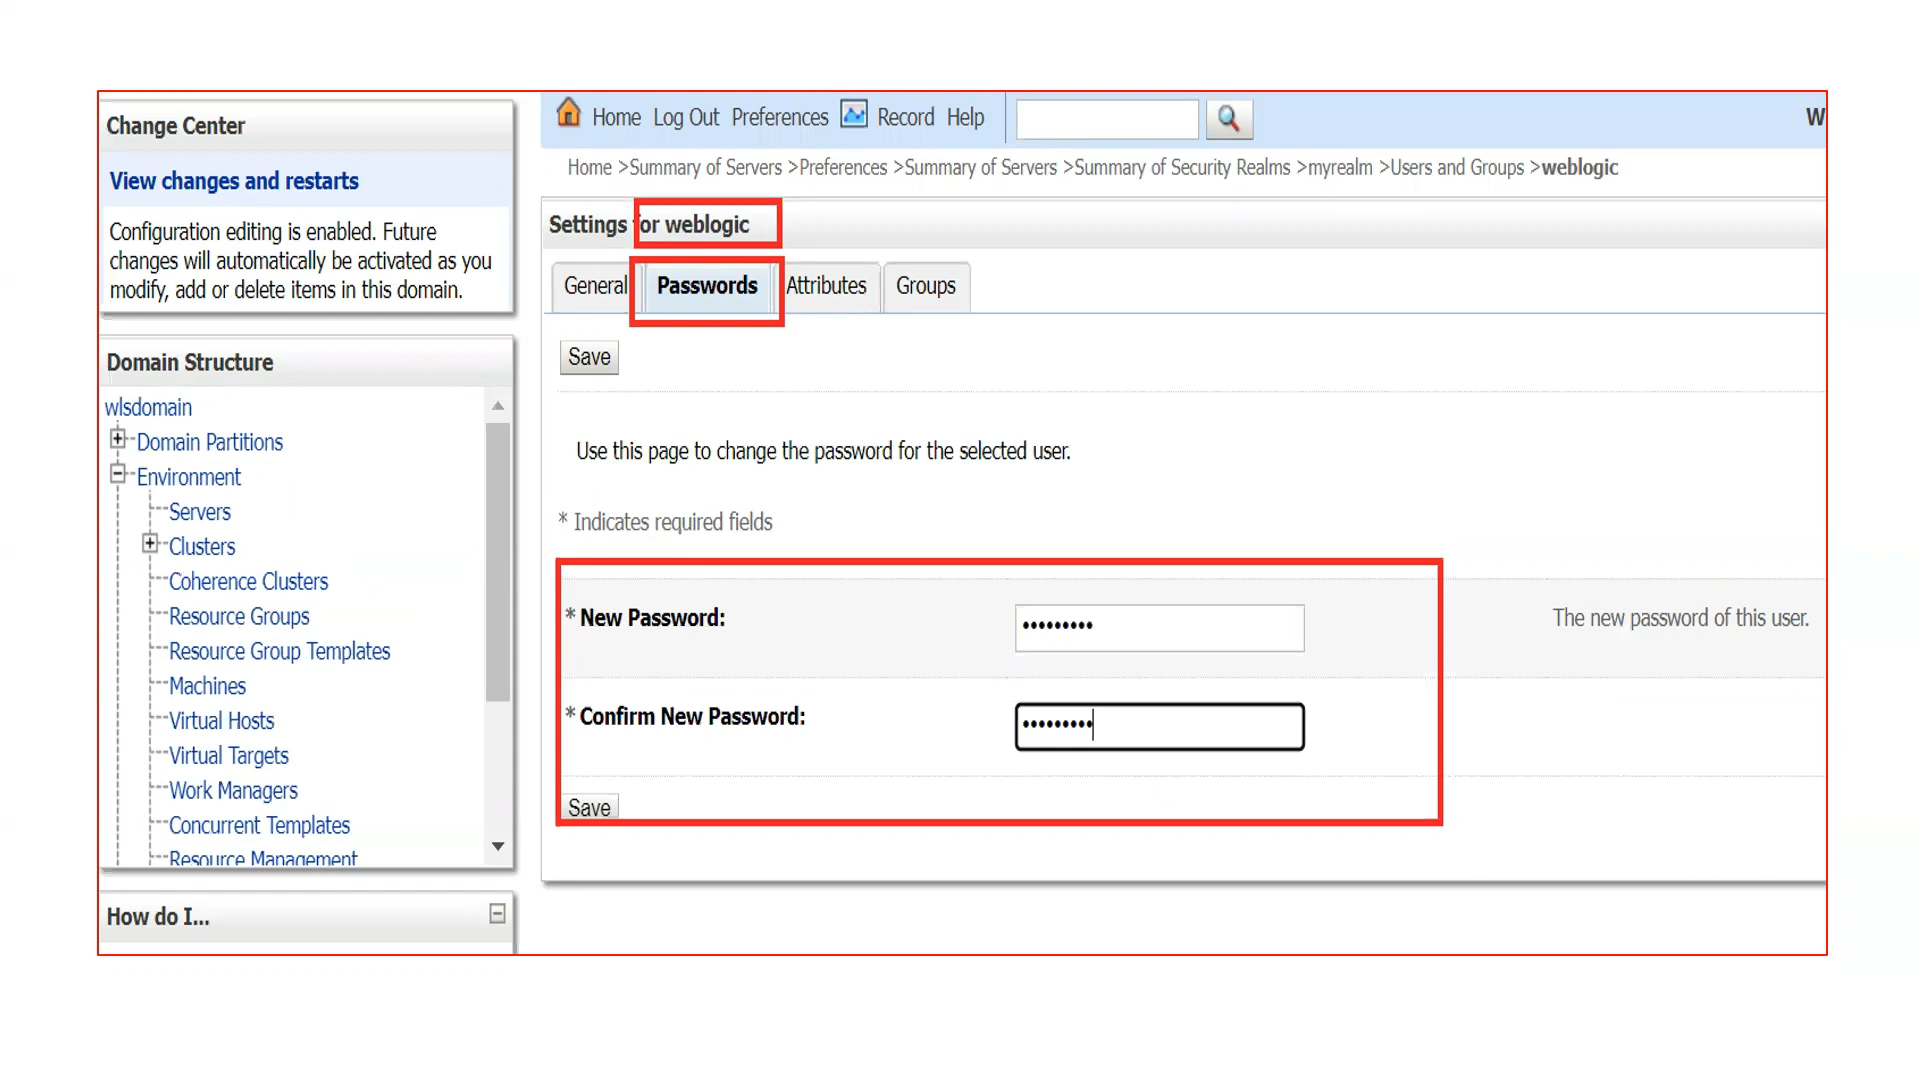 Change Center
View changes and restarts
Configuration editing is enabled. Future
changes will automatically be activated as you
modify, add or delete items in this domain.
Domain Structure
wlsdomain
Domain Partitions
Environment
Servers
Clusters
Coherence Clusters
Resource Groups
Resource Group Templates
Machines
Virtual Hosts
Virtual Targets
Work Managers
Concurrent Templates
Resource Management
How do I...
Home Log Out Preferences Record Help
W
Home >Summary of Servers >Preferences >Summary of Servers >Summary of Security Realms >myrealm >Users and Groups >weblogic
Settings for weblogic
General Passwords Attributes Groups
Save
Use this page to change the password for the selected user.
* Indicates required fields
* New Password: ••••••••• The new password of this user.
* Confirm New Password: •••••••••
Save